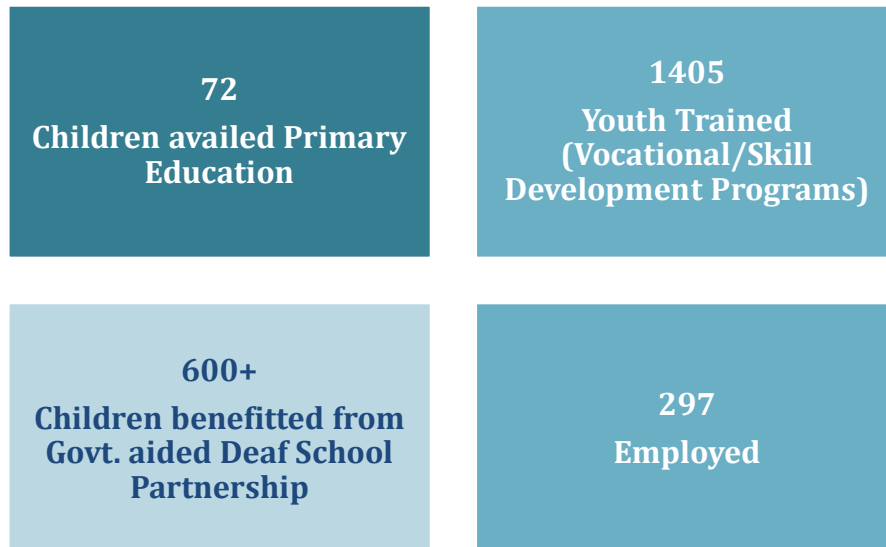 72
Children availed Primary
Education
1405
Youth Trained
(Vocational/Skill
Development Programs)
600+
Children benefitted from
Govt. aided Deaf School
Partnership
297
Employed